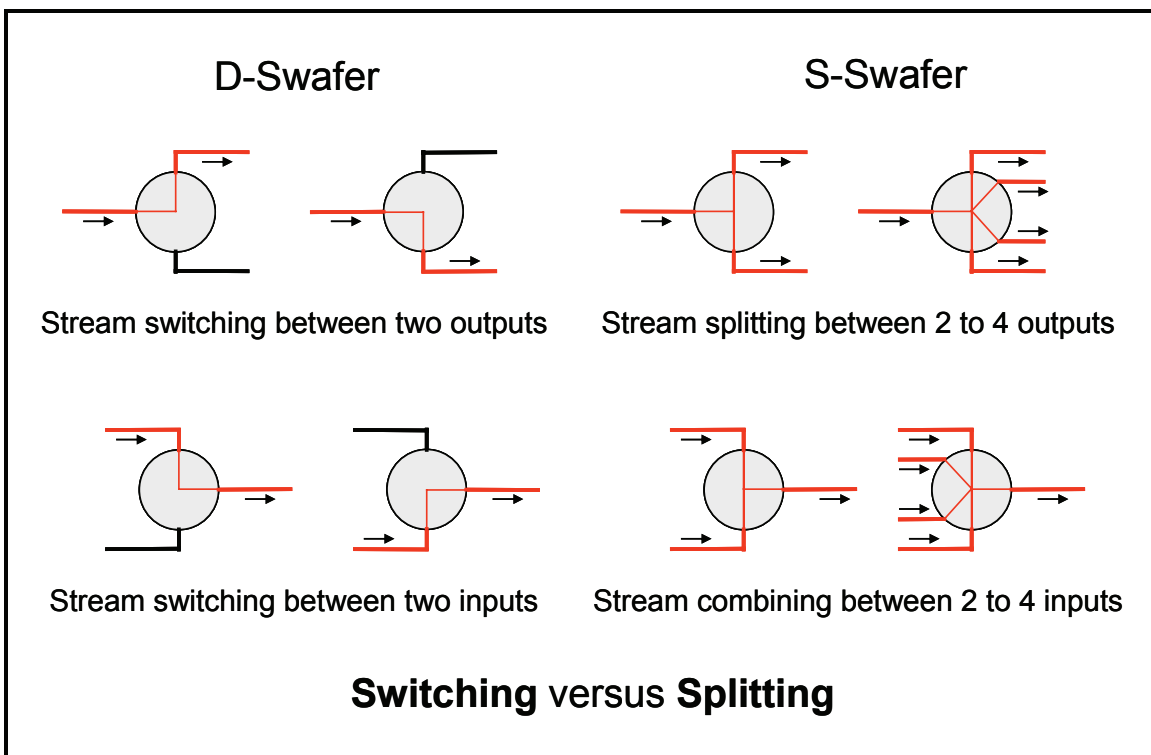 D-Swafer
S-Swafer
Stream switching between two outputs
Stream splitting between 2 to 4 outputs
Stream switching between two inputs
Stream combining between 2 to 4 inputs
Switching versus Splitting